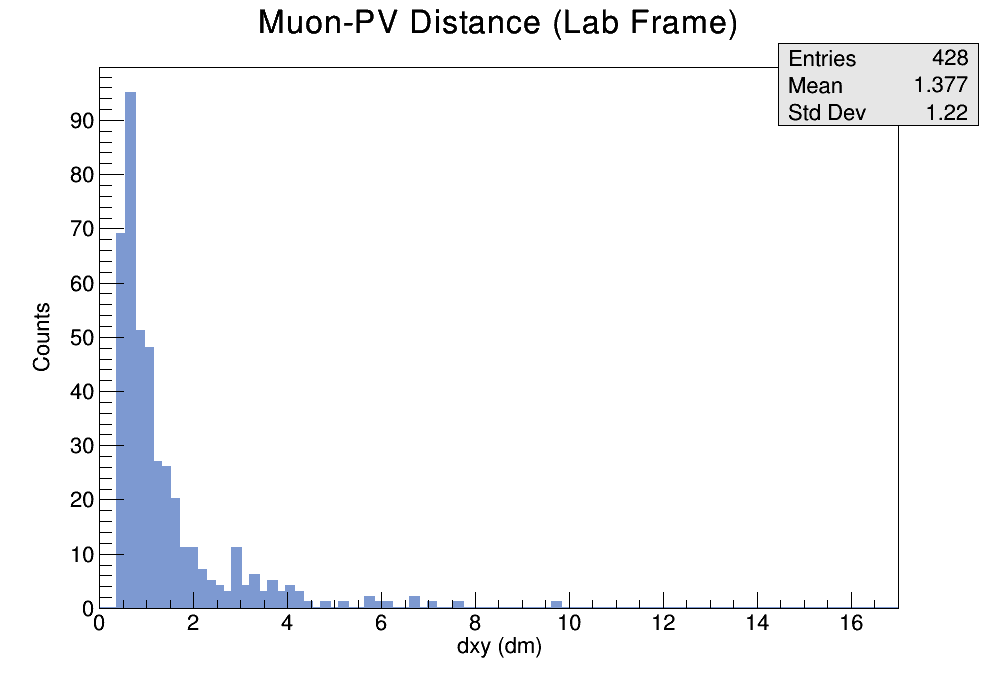 Muon-PV Distance (Lab Frame)
Entries 428
Mean 1.377
Std Dev 1.22
90
80
70
60
50
40
30
20
10
0
Counts
0 2 4 6 8 10 12 14 16
dxy (dm)